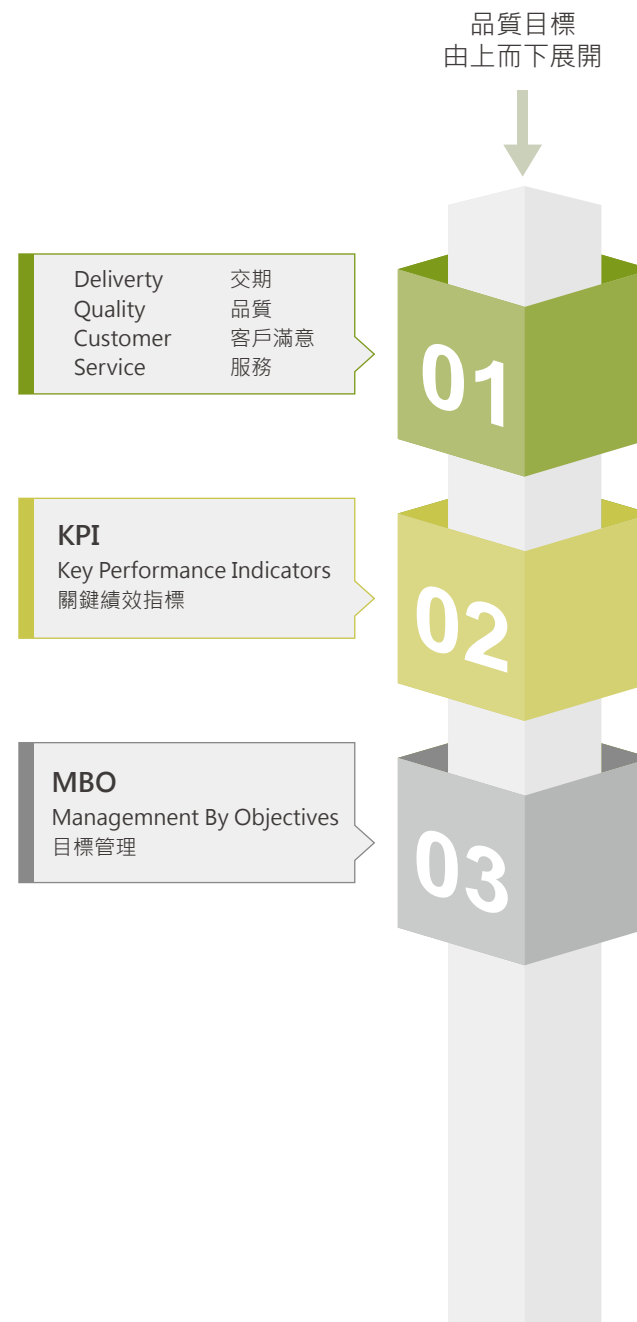 品質目標
由上而下展開
Deliverty 交期
Quality 品質
Customer 客戶滿意
Service 服務
01
KPI
Key Performance Indicators
關鍵績效指標
02
MBO
Managemnent By Objectives
目標管理
03